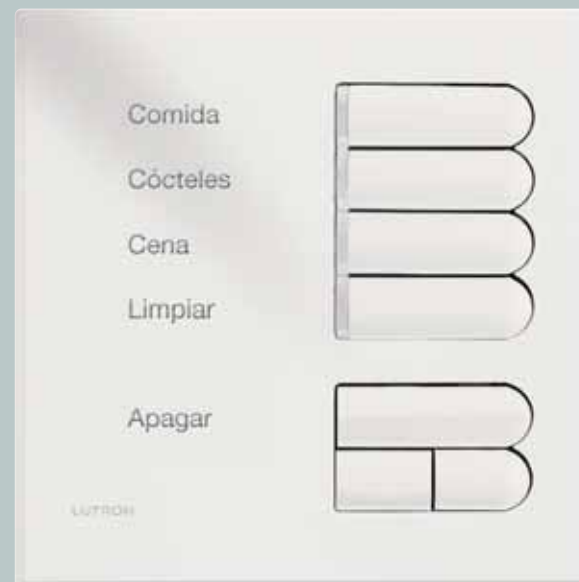 Comida
Cócteles
Cena
Limpiar
Apagar
LUTRON